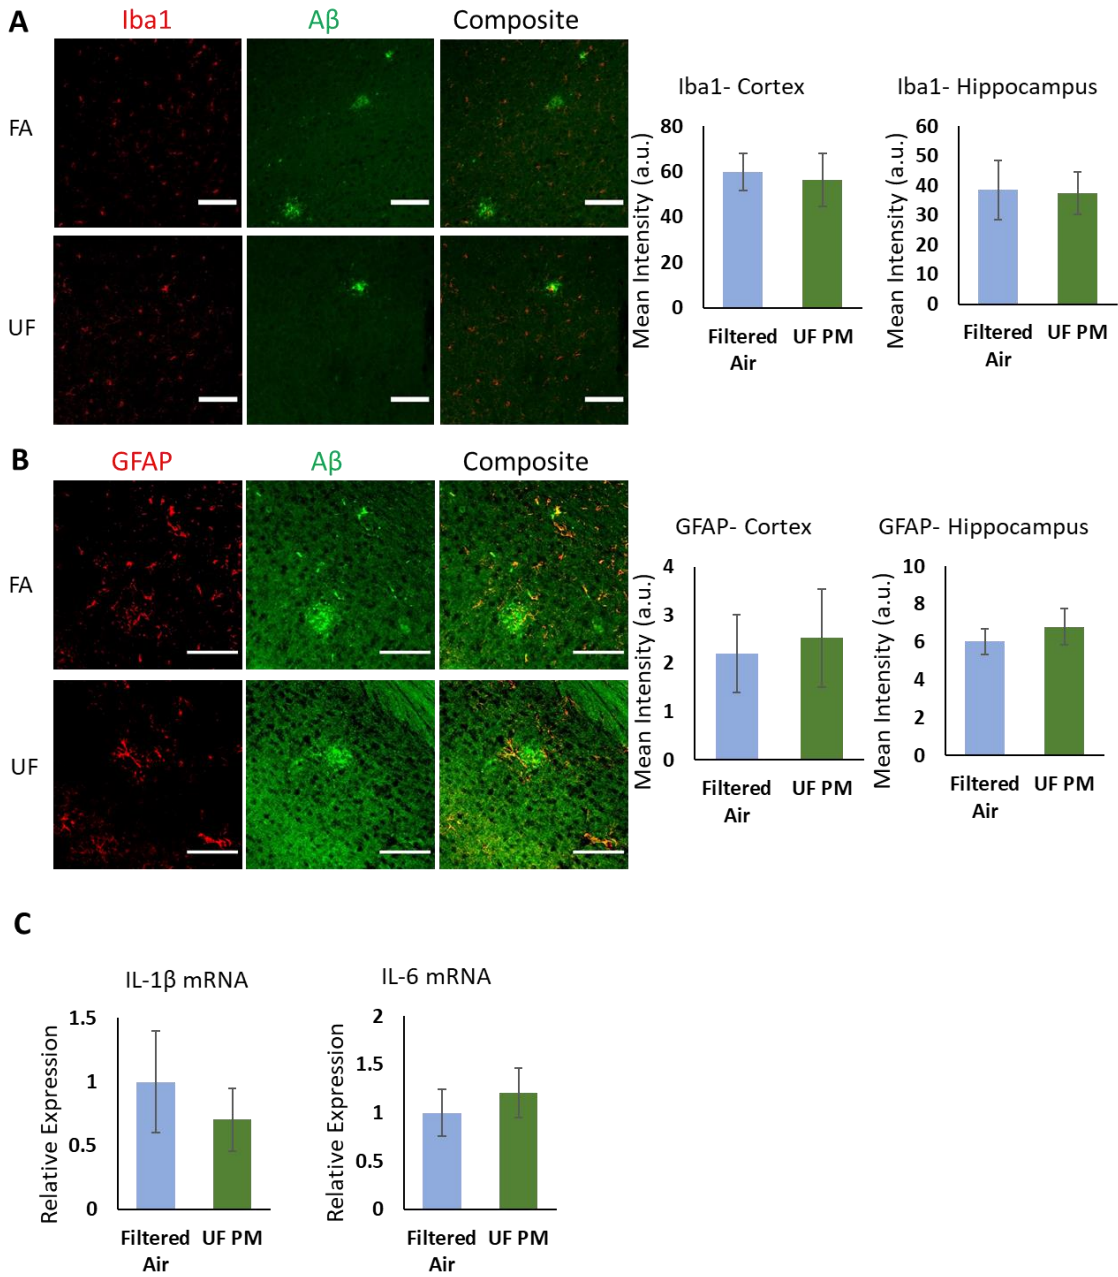 A
Iba1
Aβ
Composite
FA
UF
Iba1- Cortex
Mean Intensity (a.u.)
80
60
40
20
0
Filtered
Air
UF PM
Iba1- Hippocampus
Mean Intensity (a.u.)
60
50
40
30
20
10
0
Filtered
Air
UF PM
B
GFAP
Aβ
Composite
FA
UF
GFAP- Cortex
Mean Intensity (a.u.)
4
3
2
1
0
Filtered
Air
UF PM
GFAP- Hippocampus
Mean Intensity (a.u.)
10
8
6
4
2
0
Filtered
Air
UF PM
C
IL-1β mRNA
Relative Expression
1.5
1
0.5
0
Filtered
Air
UF PM
IL-6 mRNA
Relative Expression
2
1.5
1
0.5
0
Filtered
Air
UF PM